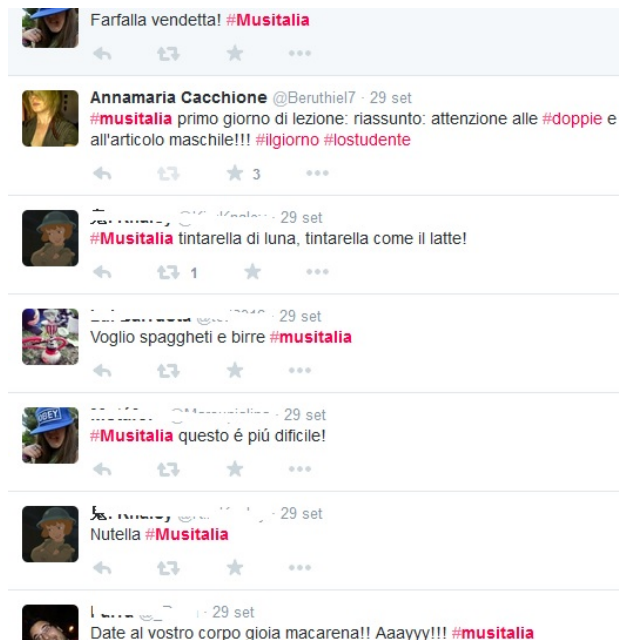 Farfalla vendetta! #Musitalia
Annamaria Cacchione @Beruthiel7 · 29 set
#musitalia primo giorno di lezione: riassunto: attenzione alle #doppie e
all'articolo maschile!!! #ilgiorno #lostudente
3
· 29 set
#Musitalia tintarella di luna, tintarella come il latte!
1
· 29 set
Voglio spaggheti e birre #musitalia
· 29 set
OBEY
#Musitalia questo é piú dificile!
· 29 set
Nutella #Musitalia
· 29 set
Date al vostro corpo gioia macarena!! Aaayyy!!! #musitalia